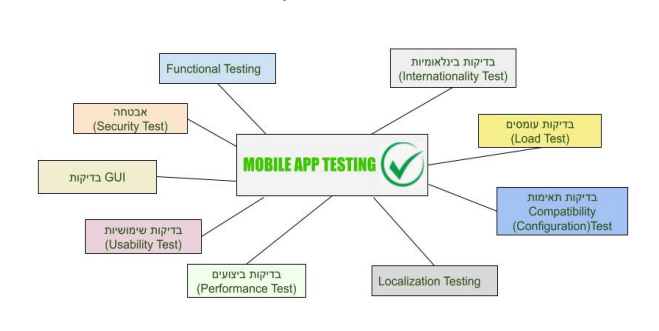 Functional Testing
בדיקות בינלאומיות
(Internationality Test)
אבטחה
(Security Test)
בדיקות עומסים
(Load Test)
MOBILE APP TESTING
בדיקות GUI
בדיקות תאימות
Compatibility
(Configuration)Test
בדיקות שימושיות
(Usability Test)
בדיקות ביצועים
(Performance Test)
Localization Testing